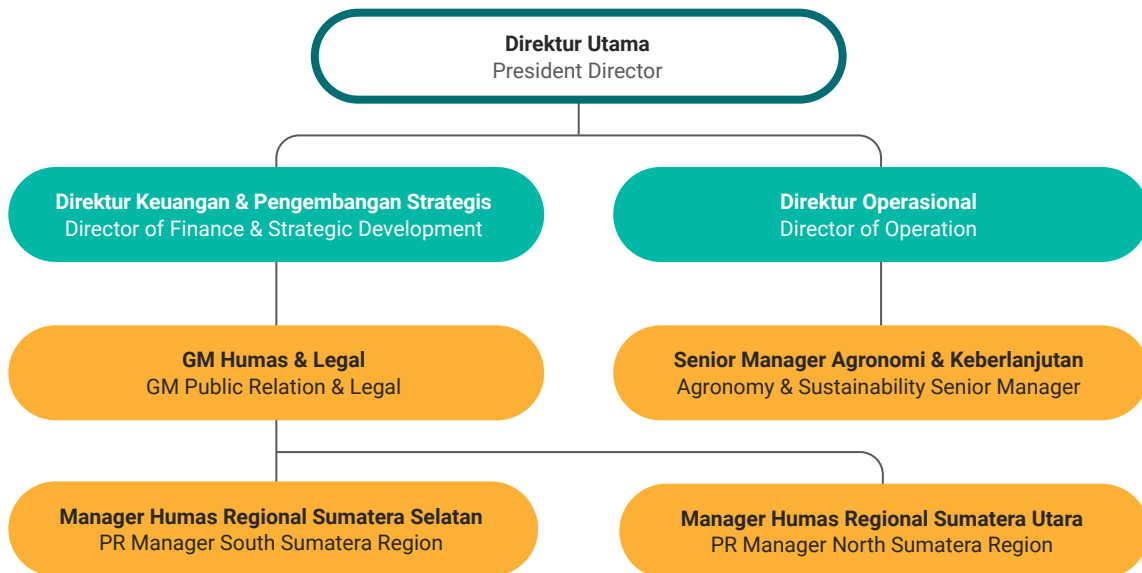 Direktur Utama
President Director
Direktur Keuangan & Pengembangan Strategis
Director of Finance & Strategic Development
Direktur Operasional
Director of Operation
GM Humas & Legal
GM Public Relation & Legal
Senior Manager Agronomi & Keberlanjutan
Agronomy & Sustainability Senior Manager
Manager Humas Regional Sumatera Selatan
PR Manager South Sumatera Region
Manager Humas Regional Sumatera Utara
PR Manager North Sumatera Region